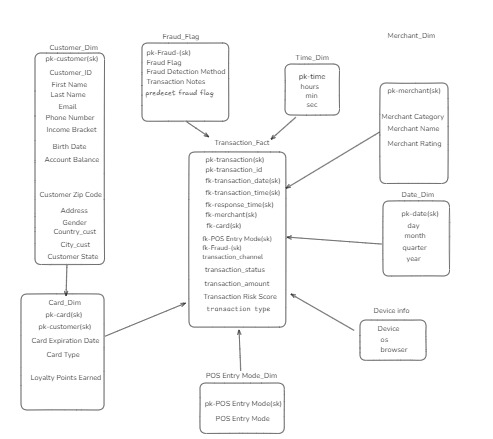 Fraud_Flag
Merchant_Dim
Customer_Dim
pk-customer(sk)
Customer_ID
First Name
Last Name
Email
Phone Number
Income Bracket
Birth Date
Account Balance
Customer Zip Code
Address
Gender
Country_cust
City_cust
Customer State
pk-Fraud-(sk)
Fraud Flag
Fraud Detection Method
Transaction Notes
predecet fraud flag
Time_Dim
pk-time
hours
min
sec
pk-merchant(sk)
Merchant Category
Merchant Name
Merchant Rating
Transaction_Fact
pk-transaction(sk)
pk-transaction_id
fk-transaction_date(sk)
fk-transaction_time(sk)
fk-response_time(sk)
fk-merchant(sk)
fk-card(sk)
fk-POS Entry Mode(sk)
fk-Fraud-(sk)
transaction_channel
transaction_status
transaction_amount
Transaction Risk Score
transaction type
Date_Dim
pk-date(sk)
day
month
quarter
year
Card_Dim
pk-card(sk)
pk-customer(sk)
Card Expiration Date
Card Type
Loyalty Points Earned
Device info
Device
os
browser
POS Entry Mode_Dim
pk-POS Entry Mode(sk)
POS Entry Mode